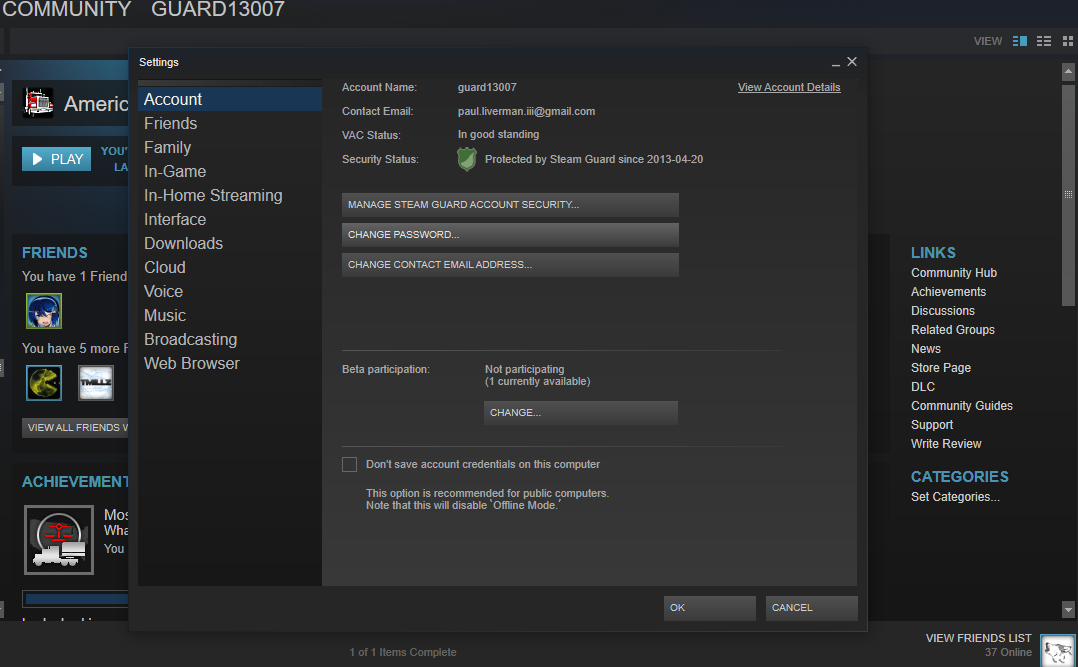 COMMUNITY GUARD13007
VIEW
Settings
Americ
PLAY
YOU'
LA
FRIENDS
You have 1 Friend
You have 5 more F
TMILLZ
VIEW ALL FRIENDS W
ACHIEVEMENT
Mos
Wha
You
Account
Friends
Family
In-Game
In-Home Streaming
Interface
Downloads
Cloud
Voice
Music
Broadcasting
Web Browser
Account Name: guard13007 View Account Details
Contact Email: paul.liverman.iii@gmail.com
VAC Status: In good standing
Security Status: Protected by Steam Guard since 2013-04-20
MANAGE STEAM GUARD ACCOUNT SECURITY...
CHANGE PASSWORD...
CHANGE CONTACT EMAIL ADDRESS...
Beta participation: Not participating
(1 currently available)
CHANGE...
Don't save account credentials on this computer
This option is recommended for public computers.
Note that this will disable 'Offline Mode.'
OK CANCEL
LINKS
Community Hub
Achievements
Discussions
Related Groups
News
Store Page
DLC
Community Guides
Support
Write Review
CATEGORIES
Set Categories...
1 of 1 Items Complete
VIEW FRIENDS LIST
37 Online